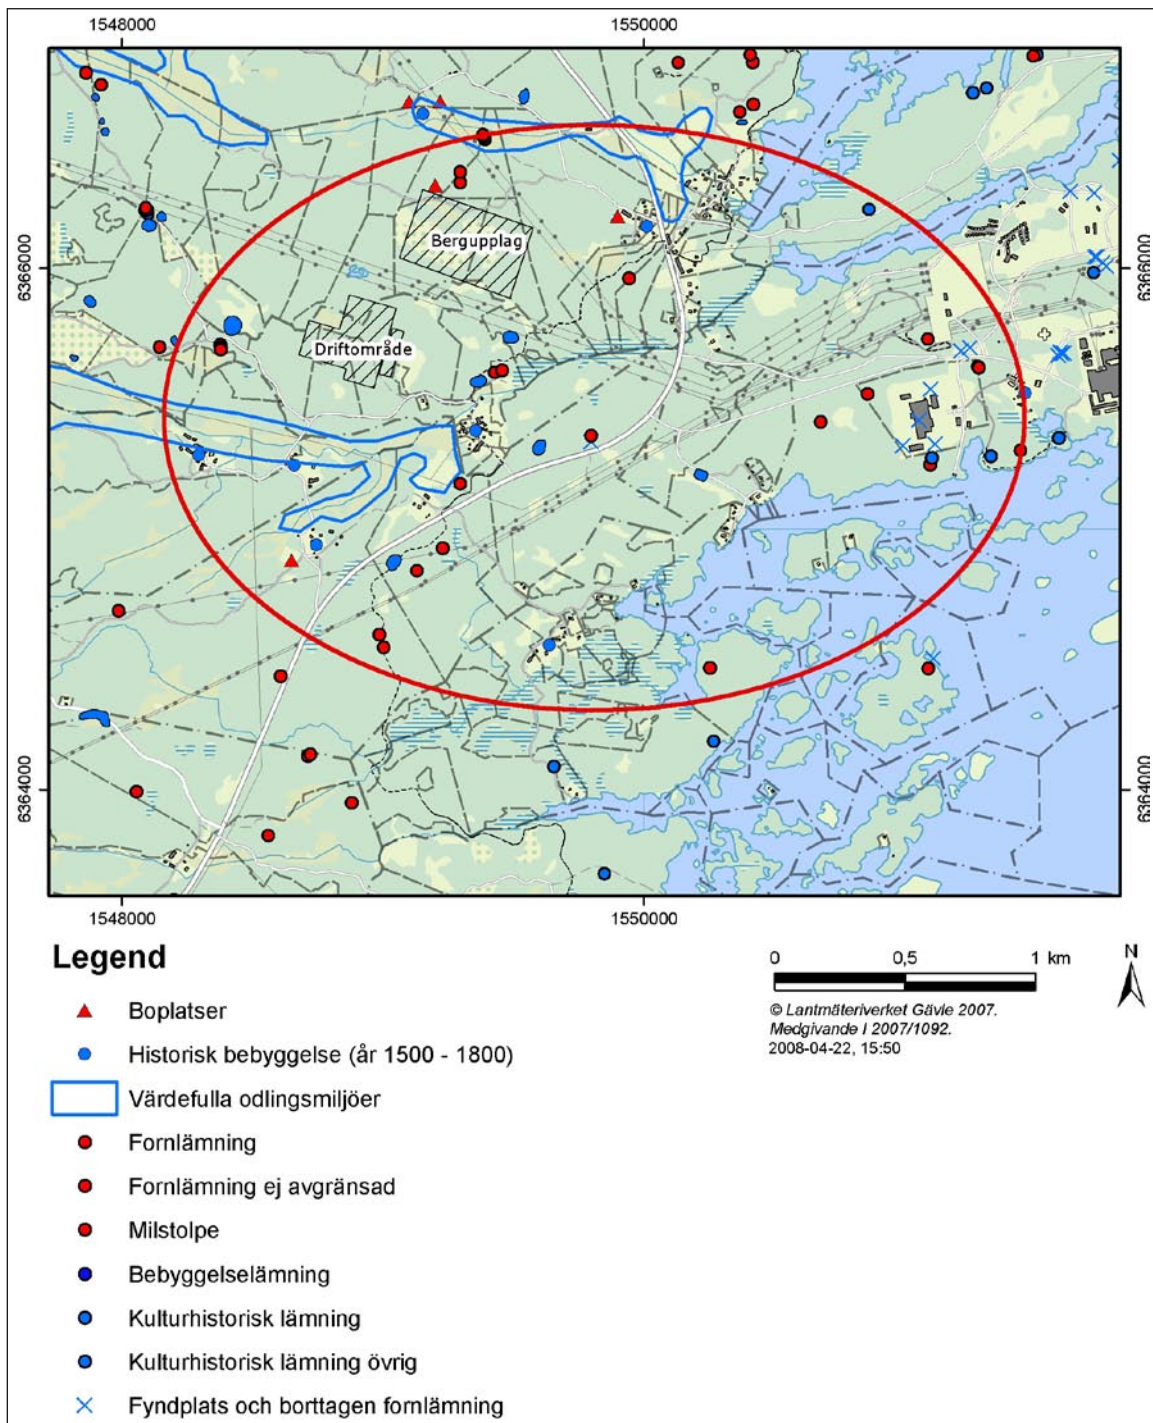 1548000
1550000
6366000
6366000
Bergupplag
Driftområde
6364000
6364000
1548000
1550000
Legend
Boplatser
Historisk bebyggelse (år 1500 - 1800)
Värdefulla odlingsmiljöer
Fornlämning
Fornlämning ej avgränsad
Milstolpe
Bebyggelselämning
Kulturhistorisk lämning
Kulturhistorisk lämning övrig
Fyndplats och borttagen fornlämning
0 0,5 1 km
N
© Lantmäteriverket Gävle 2007.
Medgivande I 2007/1092.
2008-04-22, 15:50